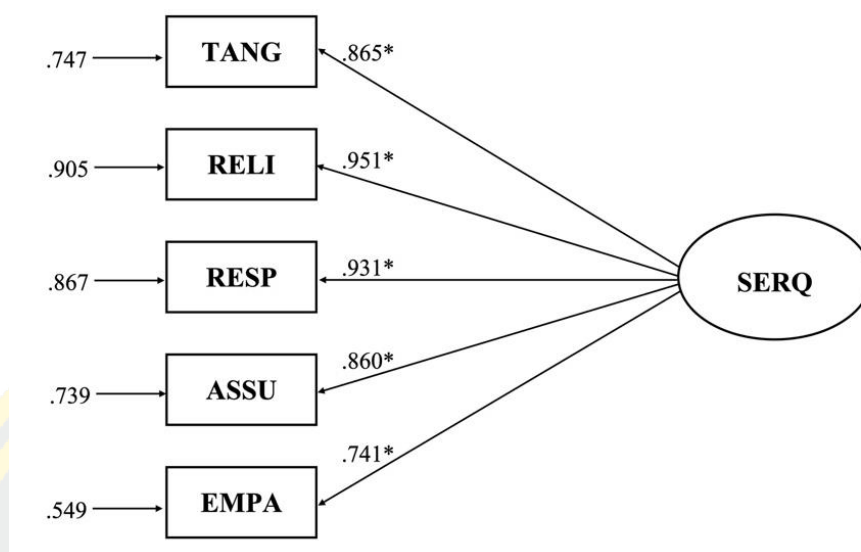 .747 TANG .865*
.905 RELI .951*
.867 RESP .931* SERQ
.739 ASSU .860*
.549 EMPA .741*